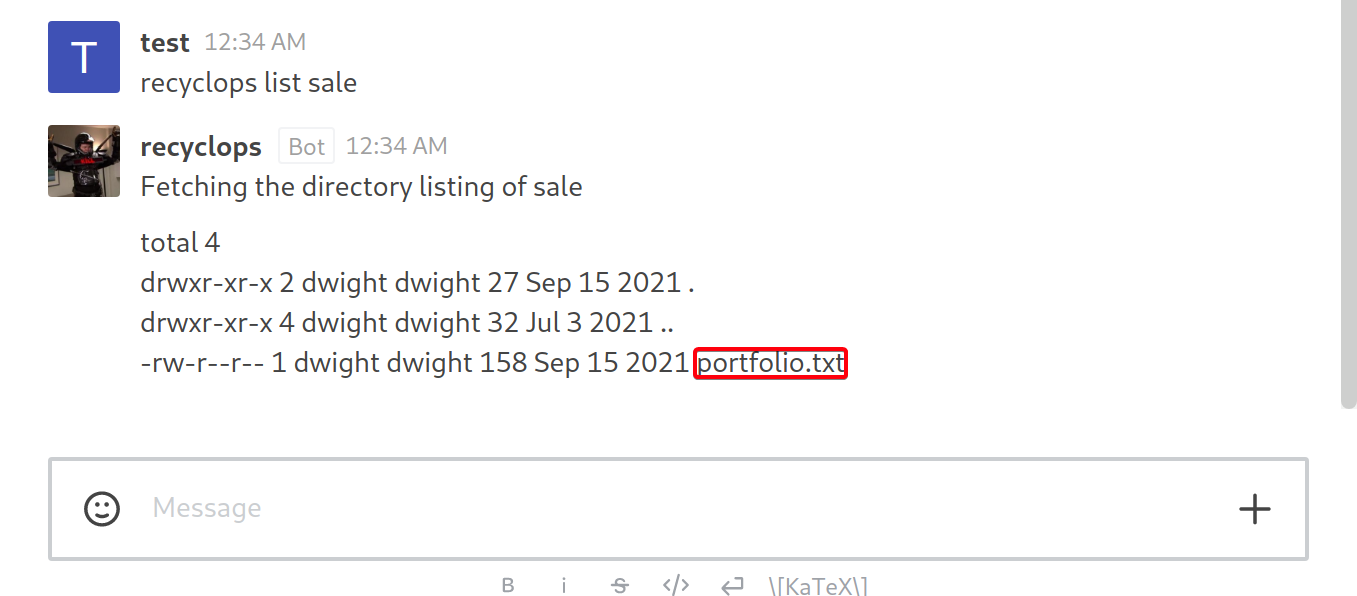 T
test 12:34 AM
recyclops list sale
recyclops Bot 12:34 AM
Fetching the directory listing of sale
total 4
drwxr-xr-x 2 dwight dwight 27 Sep 15 2021 .
drwxr-xr-x 4 dwight dwight 32 Jul 3 2021 ..
-rw-r--r-- 1 dwight dwight 158 Sep 15 2021 portfolio.txt
Message
B i S </> \[KaTeX\]